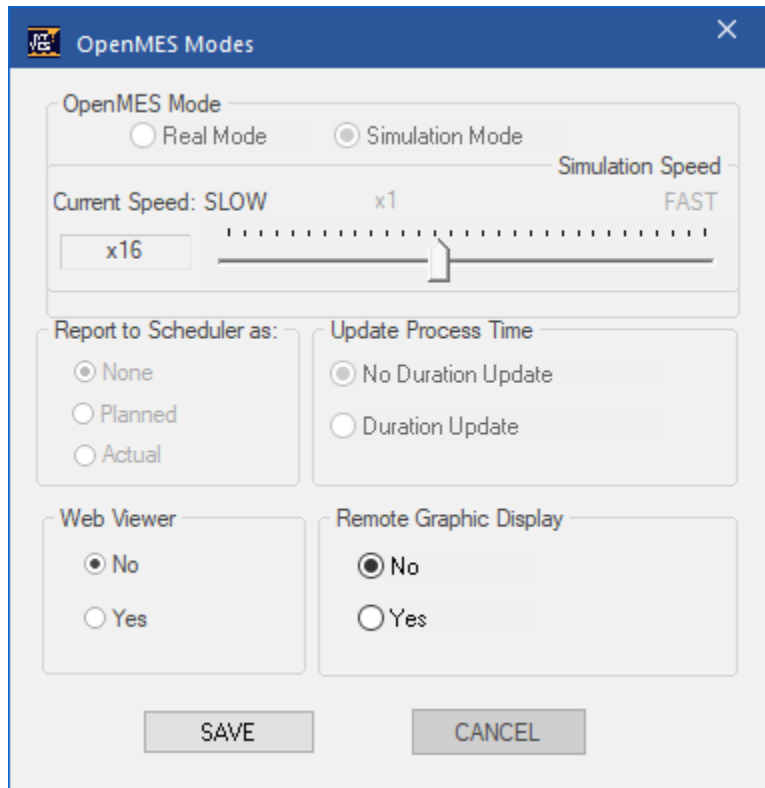 OpenMES Modes
OpenMES Mode
Real Mode Simulation Mode
Simulation Speed
Current Speed: SLOW x1 FAST
x16
Report to Scheduler as:
None
Planned
Actual
Update Process Time
No Duration Update
Duration Update
Web Viewer
No
Yes
Remote Graphic Display
No
Yes
SAVE CANCEL